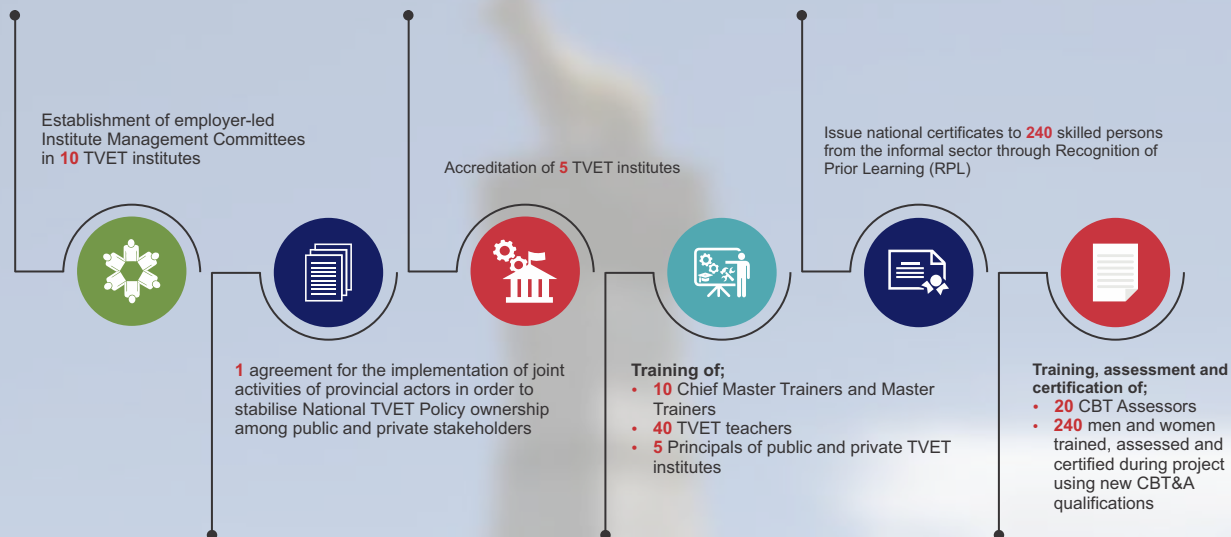 Establishment of employer-led
Institute Management Committees
in 10 TVET institutes
1 agreement for the implementation of joint
activities of provincial actors in order to
stabilise National TVET Policy ownership
among public and private stakeholders
Accreditation of 5 TVET institutes
Training of;
• 10 Chief Master Trainers and Master
Trainers
• 40 TVET teachers
• 5 Principals of public and private TVET
institutes
Issue national certificates to 240 skilled persons
from the informal sector through Recognition of
Prior Learning (RPL)
Training, assessment and
certification of;
• 20 CBT Assessors
• 240 men and women
trained, assessed and
certified during project
using new CBT&A
qualifications